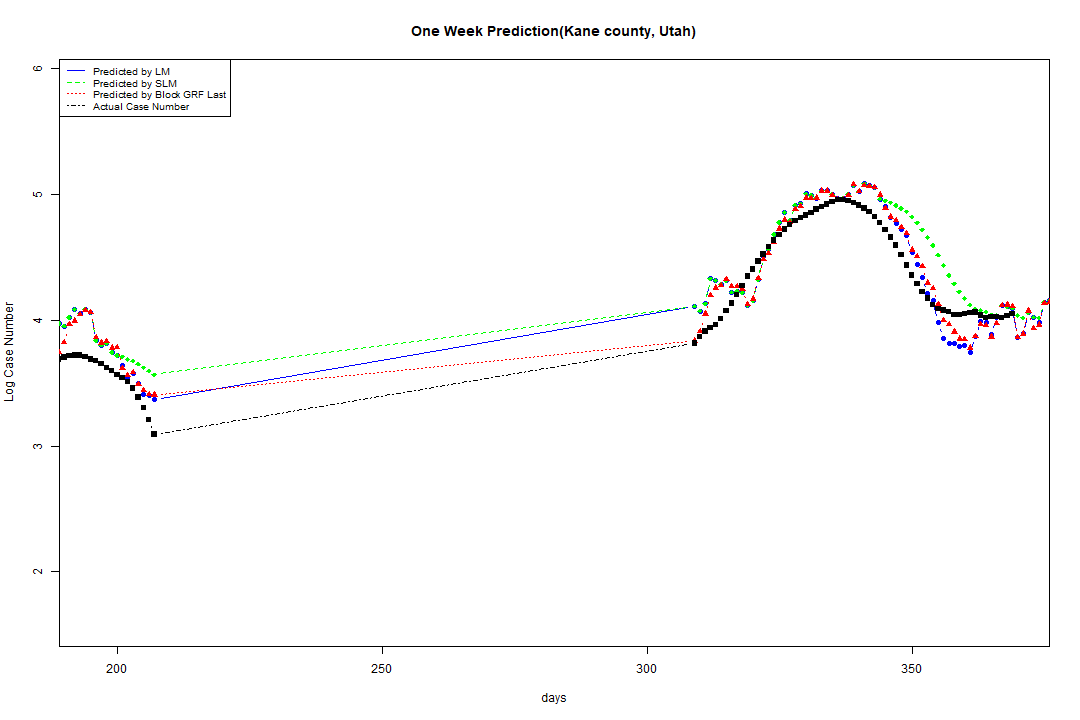 One Week Prediction(Kane county, Utah)
Predicted by LM
Predicted by SLM
Predicted by Block GRF Last
Actual Case Number
6
5
4
3
2
Log Case Number
200
250
300
350
days